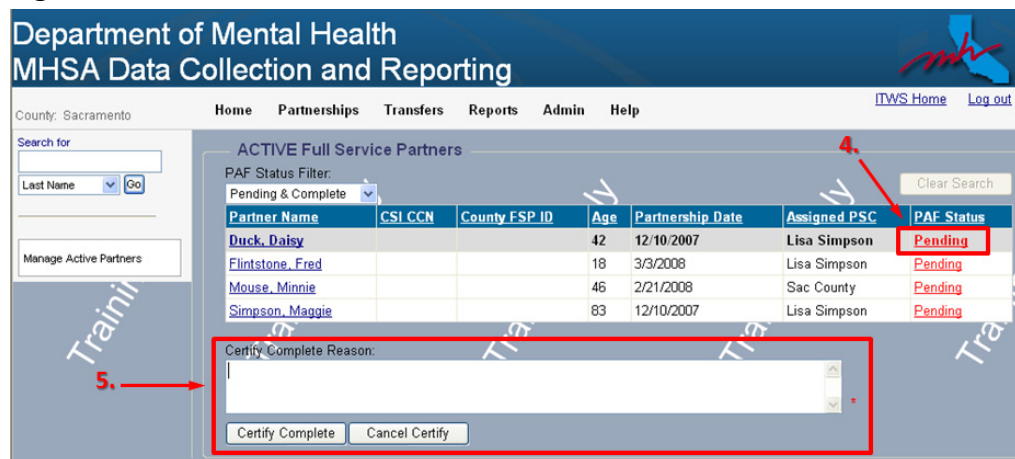 Department of Mental Health
MHSA Data Collection and Reporting
mh
County: Sacramento
Home Partnerships Transfers Reports Admin Help
ITWS Home Log out
Search for
Last Name Go
Manage Active Partners
ACTIVE Full Service Partners
4.
PAF Status Filter:
Pending & Complete
Clear Search
Partner Name CSI CCN County FSP ID Age Partnership Date Assigned PSC PAF Status
Duck, Daisy 42 12/10/2007 Lisa Simpson Pending
Flintstone, Fred 18 3/3/2008 Lisa Simpson Pending
Mouse, Minnie 46 2/21/2008 Sac County Pending
Simpson, Maggie 83 12/10/2007 Lisa Simpson Pending
Certify Complete Reason:
5.
*
Certify Complete Cancel Certify